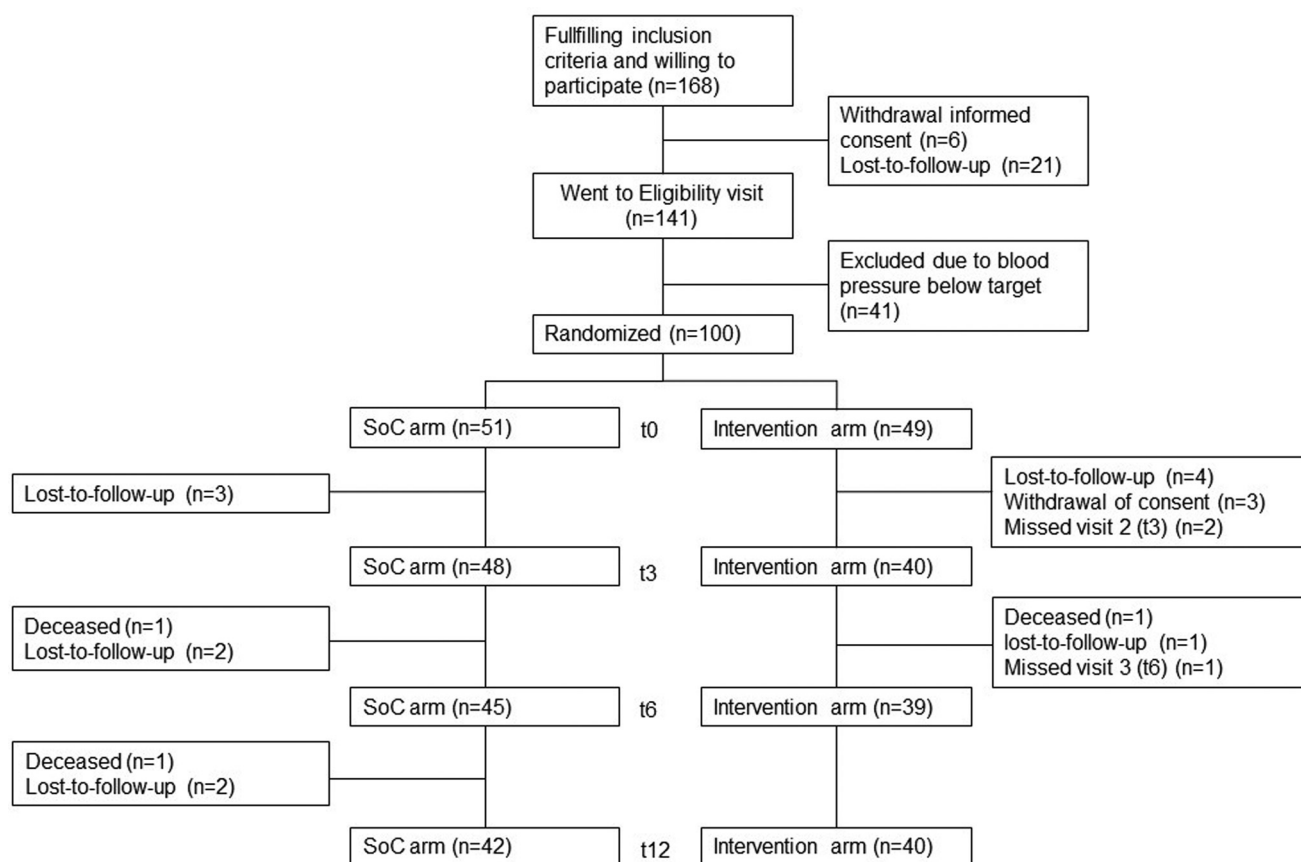 Fullfilling inclusion
criteria and willing to
participate (n=168)
Withdrawal informed
consent (n=6)
Lost-to-follow-up (n=21)
Went to Eligibility visit
(n=141)
Excluded due to blood
pressure below target
(n=41)
Randomized (n=100)
SoC arm (n=51)
t0
Intervention arm (n=49)
Lost-to-follow-up (n=3)
Lost-to-follow-up (n=4)
Withdrawal of consent (n=3)
Missed visit 2 (t3) (n=2)
SoC arm (n=48)
t3
Intervention arm (n=40)
Deceased (n=1)
Lost-to-follow-up (n=2)
Deceased (n=1)
lost-to-follow-up (n=1)
Missed visit 3 (t6) (n=1)
SoC arm (n=45)
t6
Intervention arm (n=39)
Deceased (n=1)
Lost-to-follow-up (n=2)
SoC arm (n=42)
t12
Intervention arm (n=40)